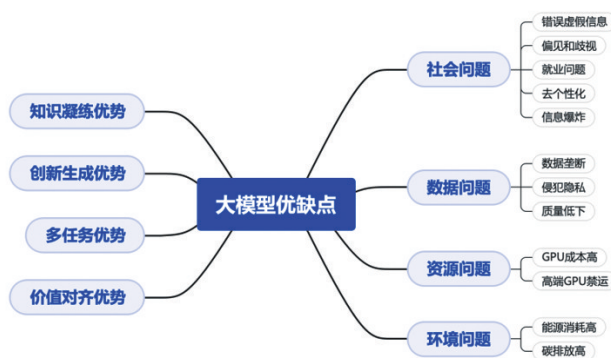 大模型优缺点
知识凝练优势
创新生成优势
多任务优势
价值对齐优势
社会问题
错误虚假信息
偏见和歧视
就业问题
去个性化
信息爆炸
数据问题
数据垄断
侵犯隐私
质量低下
资源问题
GPU成本高
高端GPU禁运
环境问题
能源消耗高
碳排放高